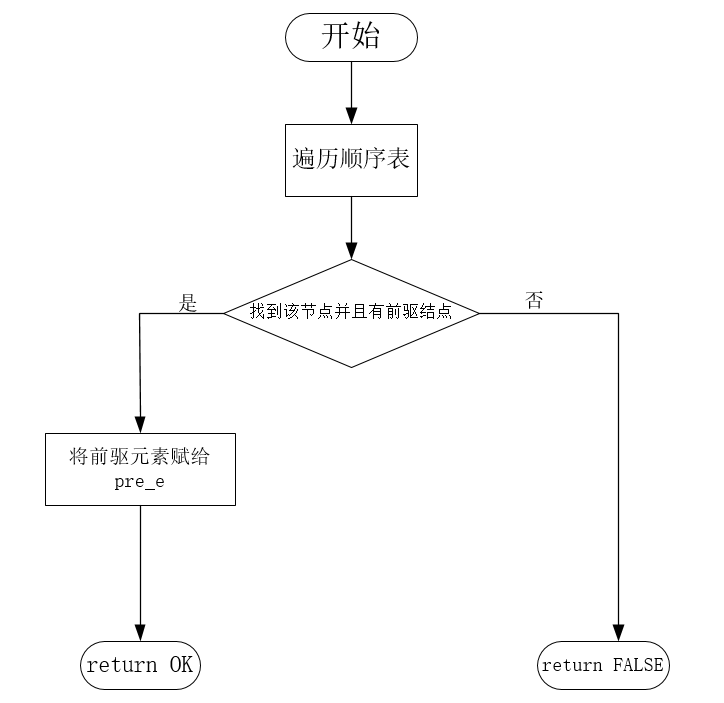 开始
遍历顺序表
找到该节点并且有前驱结点
是
否
将前驱元素赋给
pre_e
return OK
return FALSE